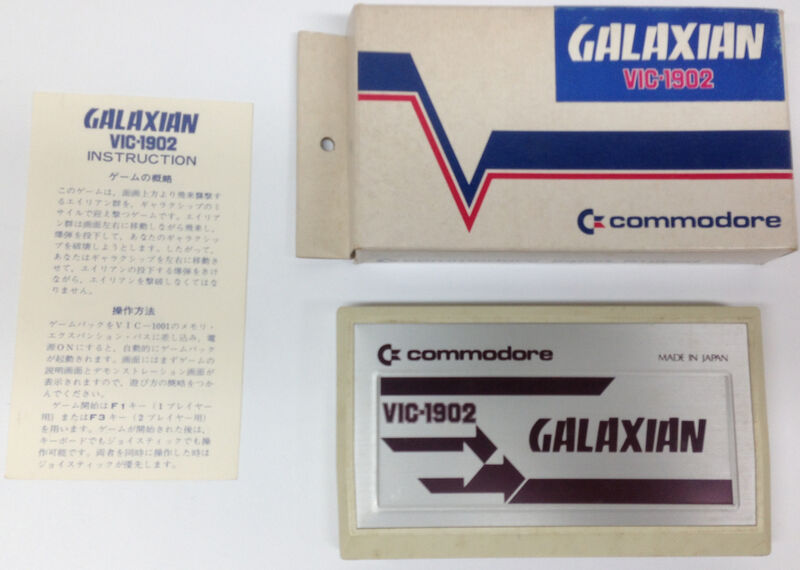 GALAXIAN
VIC-1902
INSTRUCTION
ゲームの概略
このゲームは、画面上方より飛来襲撃す
るエイリアン群を、ギャラクシップのミ
サイルで迎え撃つゲームです。エイリア
ン群は画面左右に移動しながら飛来し、
爆弾を投下して、あなたのギャラクシッ
プを破壊しようとします。したがって、
あなたはギャラクシップを左右に移動さ
せて、エイリアンの投下する爆弾をさけ
ながら、エイリアンを撃破しなくてはな
りません。
操作方法
ゲームパックをVIC-1001のメモリ・
エクスパンション・バスに差し込み、電
源ONにすると、自動的にゲームパック
が起動されます。画面にはまずゲームの
説明画面とデモンストレーション画面が
表示されますので、遊び方の概略をつか
んでください。
ゲーム開始はF1キー(1プレイヤー
用)またはF3キー(2プレイヤー用)
を用います。ゲームが開始された後は、
キーボードでもジョイスティックでも操
作可能です。両者を同時に操作した時は
ジョイスティックが優先します。
GALAXIAN
VIC-1902
commodore
commodore
MADE IN JAPAN
VIC-1902
GALAXIAN